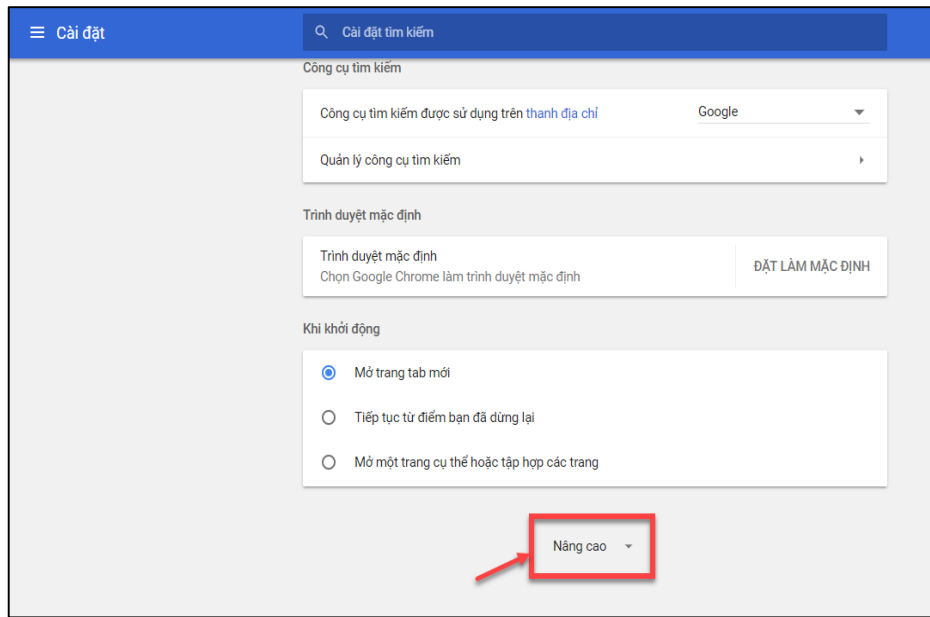 Cài đặt
Cài đặt tìm kiếm
Công cụ tìm kiếm
Công cụ tìm kiếm được sử dụng trên thanh địa chỉ
Google
Quản lý công cụ tìm kiếm
Trình duyệt mặc định
Trình duyệt mặc định
Chọn Google Chrome làm trình duyệt mặc định
ĐẶT LÀM MẶC ĐỊNH
Khi khởi động
Mở trang tab mới
Tiếp tục từ điểm bạn đã dừng lại
Mở một trang cụ thể hoặc tập hợp các trang
Nâng cao